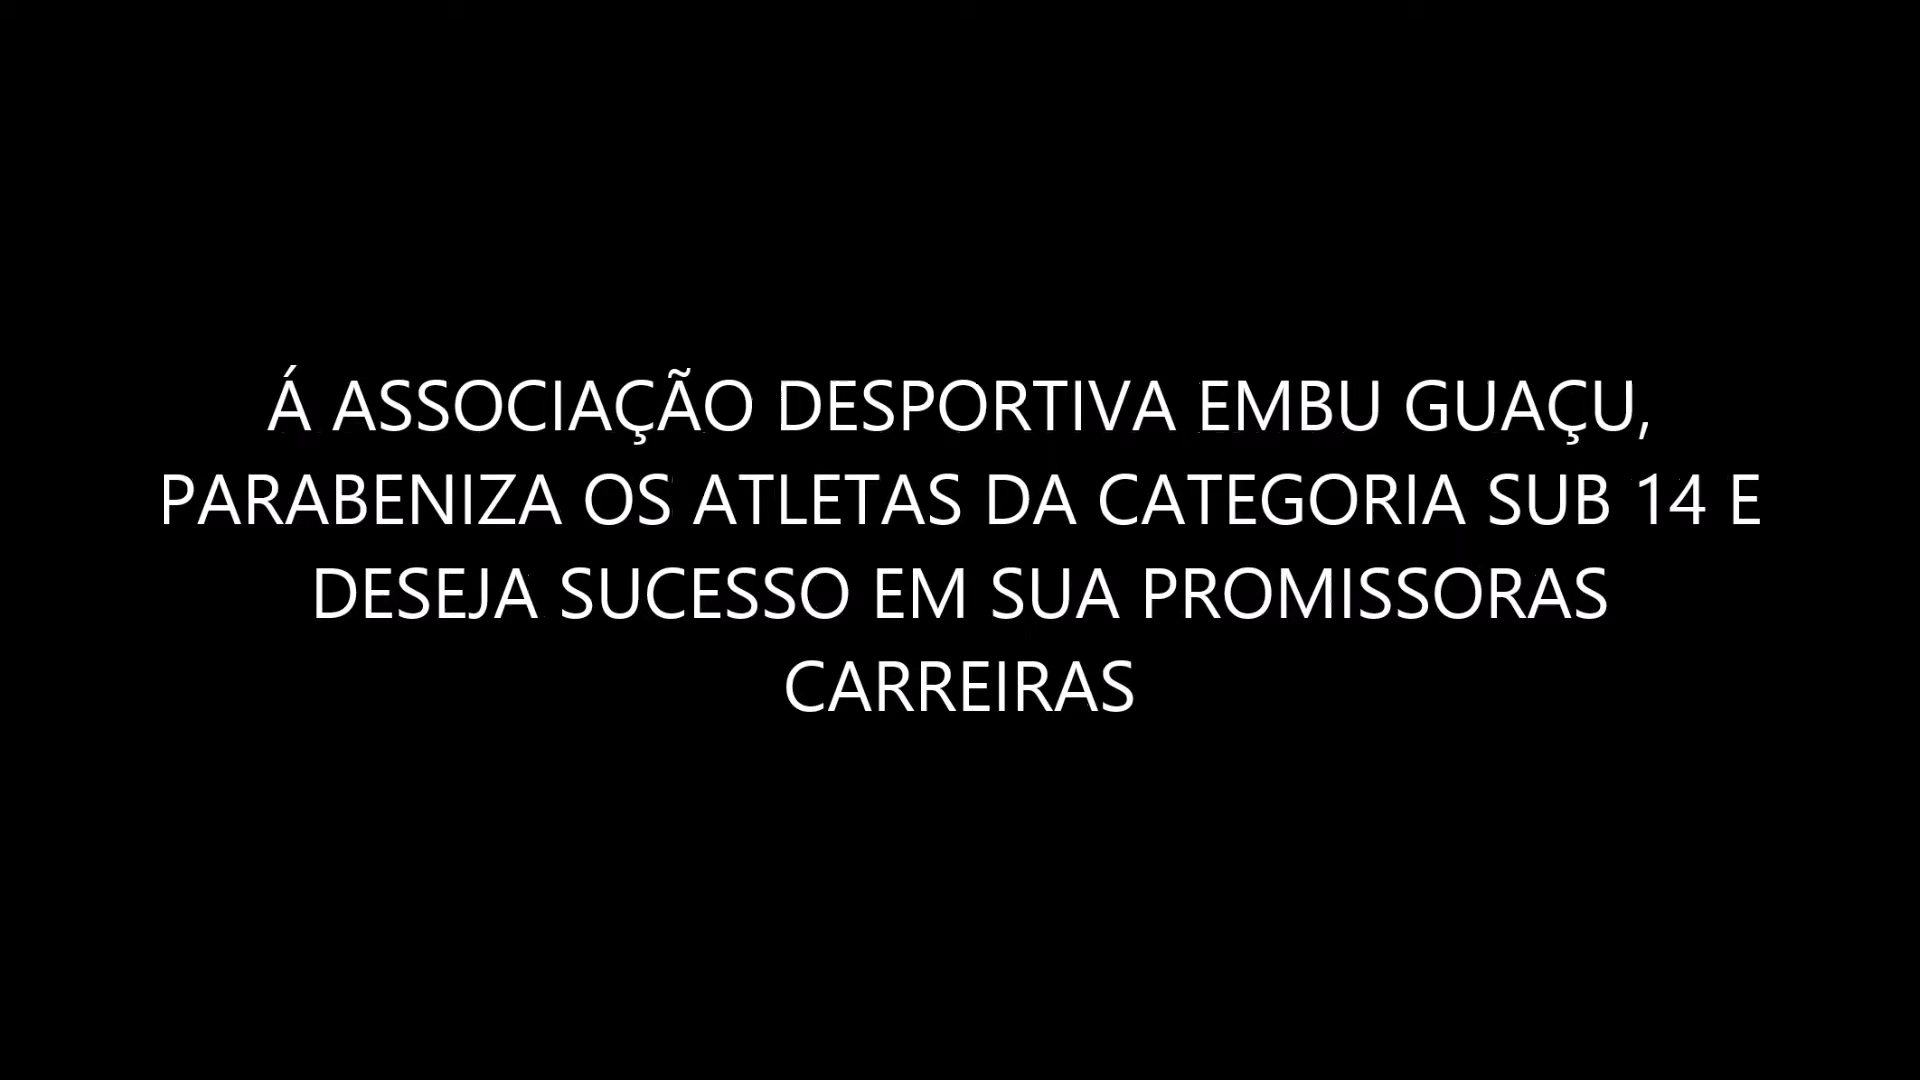 Á ASSOCIAÇÃO DESPORTIVA EMBU GUAÇU,
PARABENIZA OS ATLETAS DA CATEGORIA SUB 14 E
DESEJA SUCESSO EM SUA PROMISSORAS
CARREIRAS